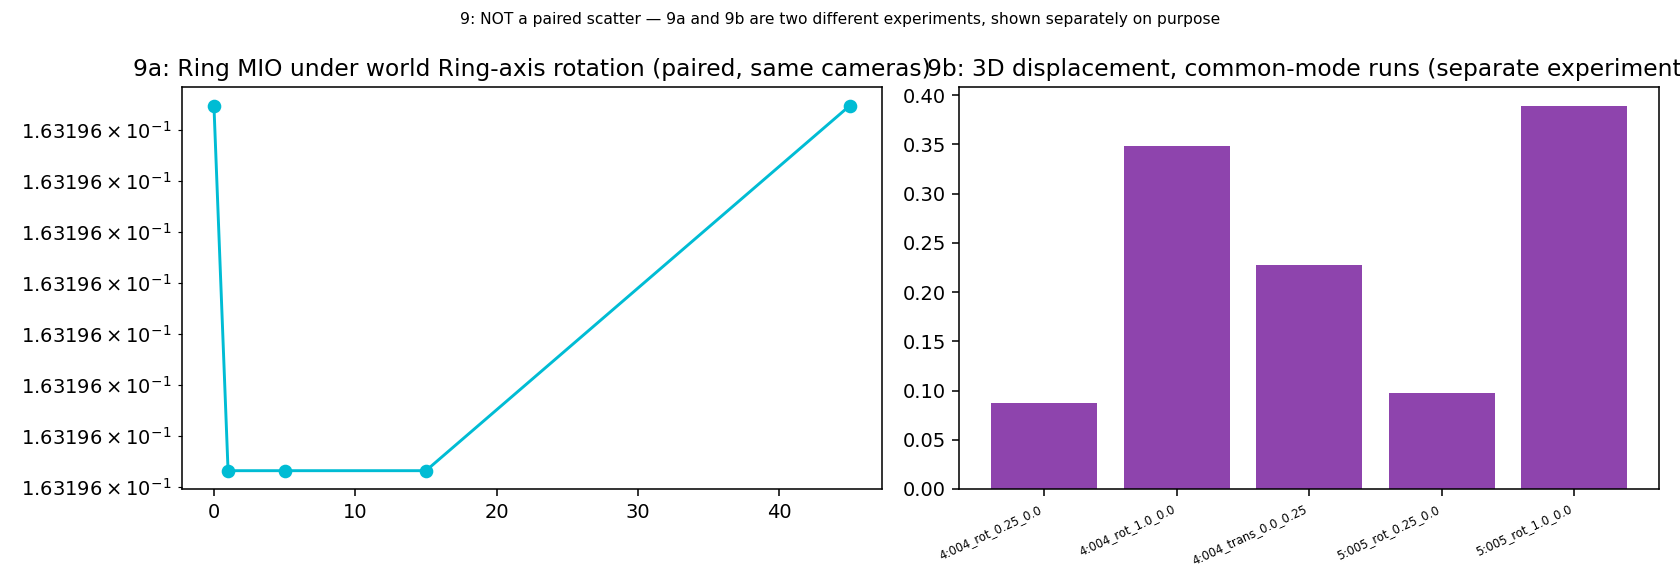 9: NOT a paired scatter — 9a and 9b are two different experiments, shown separately on purpose
9a: Ring MIO under world Ring-axis rotation (paired, same cameras)
1.63196 × 10⁻¹
1.63196 × 10⁻¹
1.63196 × 10⁻¹
1.63196 × 10⁻¹
1.63196 × 10⁻¹
1.63196 × 10⁻¹
1.63196 × 10⁻¹
1.63196 × 10⁻¹
0 10 20 30 40
9b: 3D displacement, common-mode runs (separate experiment
0.40
0.35
0.30
0.25
0.20
0.15
0.10
0.05
0.00
4:004_rot_0.25_0.0
4:004_rot_1.0_0.0
4:004_trans_0.0_0.25
5:005_rot_0.25_0.0
5:005_rot_1.0_0.0